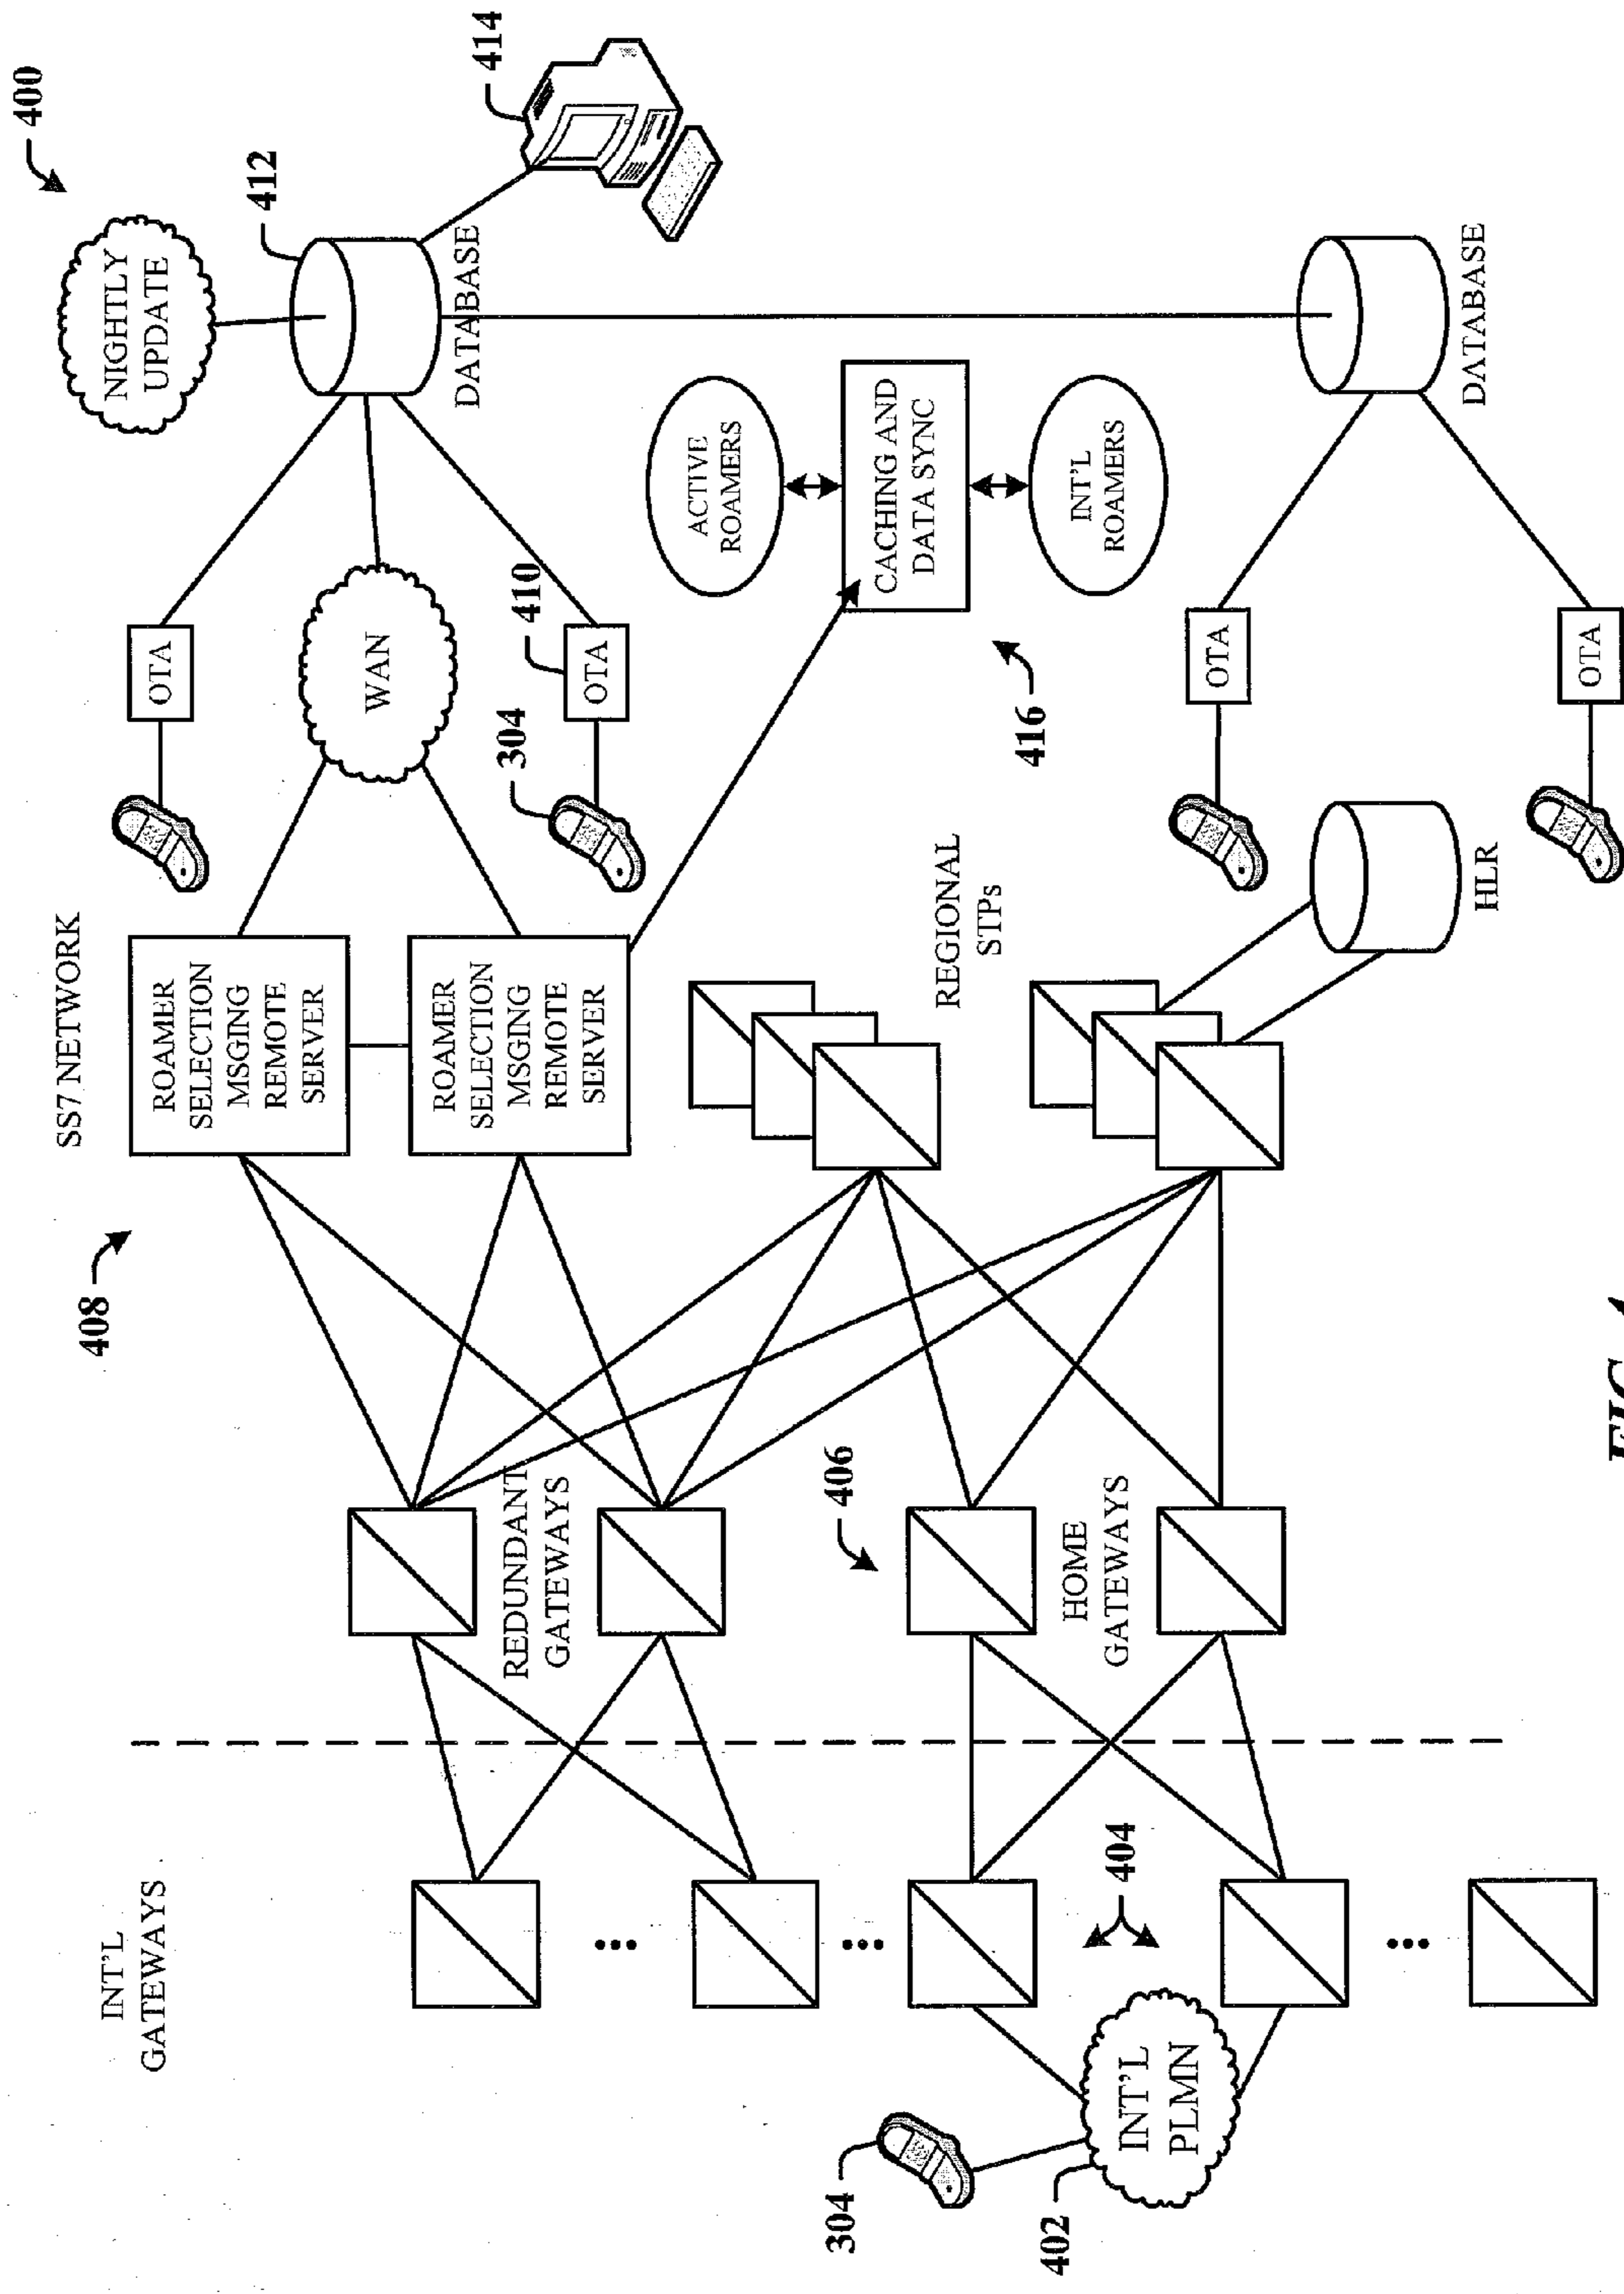 400
NIGHTLY
UPDATE
412
414
DATABASE
OTA
WAN
410
OTA
304
ACTIVE
ROAMERS
CACHING AND
DATA SYNC
INT'L
ROAMERS
416
DATABASE
OTA
OTA
SS7 NETWORK
ROAMER
SELECTION
MSGING
REMOTE
SERVER
ROAMER
SELECTION
MSGING
REMOTE
SERVER
408
REGIONAL
STPs
HLR
REDUNDANT
GATEWAYS
406
HOME
GATEWAYS
INT'L
GATEWAYS
404
INT'L
PLMN
304
402
FIG. 4